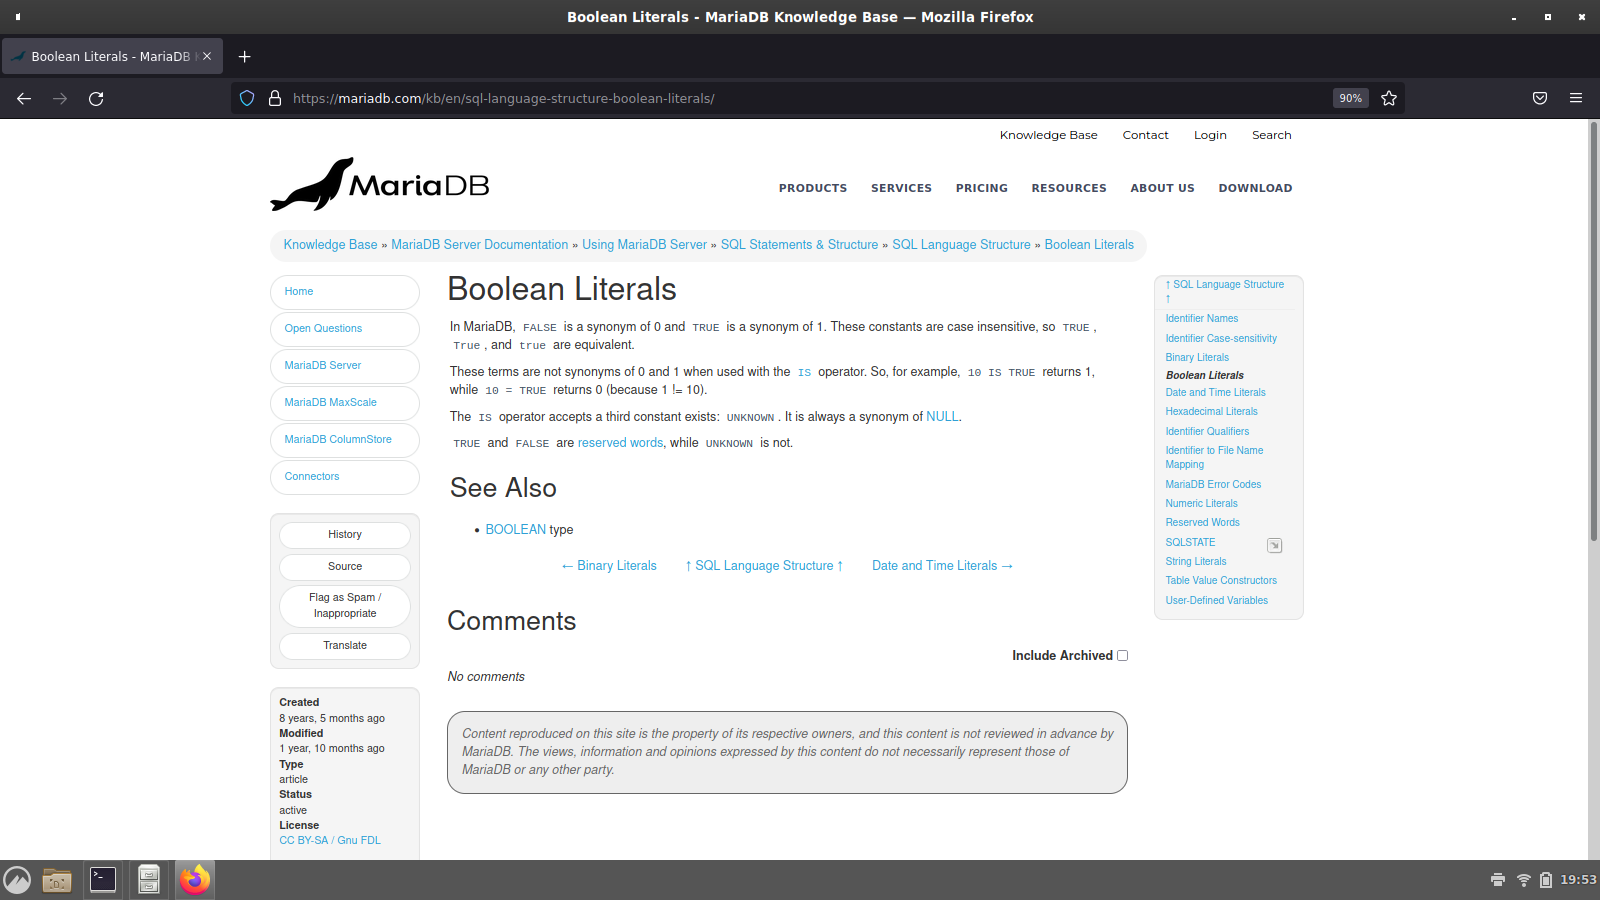 Boolean Literals - MariaDB Knowledge Base — Mozilla Firefox
Boolean Literals - MariaDB K
https://mariadb.com/kb/en/sql-language-structure-boolean-literals/
90%
Knowledge Base Contact Login Search
MariaDB
PRODUCTS SERVICES PRICING RESOURCES ABOUT US DOWNLOAD
Knowledge Base » MariaDB Server Documentation » Using MariaDB Server » SQL Statements & Structure » SQL Language Structure » Boolean Literals
Home
Open Questions
MariaDB Server
MariaDB MaxScale
MariaDB ColumnStore
Connectors
History
Source
Flag as Spam /
Inappropriate
Translate
Created
8 years, 5 months ago
Modified
1 year, 10 months ago
Type
article
Status
active
License
CC BY-SA / Gnu FDL
Boolean Literals
In MariaDB, FALSE is a synonym of 0 and TRUE is a synonym of 1. These constants are case insensitive, so TRUE ,
True , and true are equivalent.
These terms are not synonyms of 0 and 1 when used with the IS operator. So, for example, 10 IS TRUE returns 1,
while 10 = TRUE returns 0 (because 1 != 10).
The IS operator accepts a third constant exists: UNKNOWN . It is always a synonym of NULL.
TRUE and FALSE are reserved words, while UNKNOWN is not.
See Also
• BOOLEAN type
← Binary Literals ↑ SQL Language Structure ↑ Date and Time Literals →
Comments
Include Archived
No comments
Content reproduced on this site is the property of its respective owners, and this content is not reviewed in advance by
MariaDB. The views, information and opinions expressed by this content do not necessarily represent those of
MariaDB or any other party.
↑ SQL Language Structure
↑
Identifier Names
Identifier Case-sensitivity
Binary Literals
Boolean Literals
Date and Time Literals
Hexadecimal Literals
Identifier Qualifiers
Identifier to File Name
Mapping
MariaDB Error Codes
Numeric Literals
Reserved Words
SQLSTATE
String Literals
Table Value Constructors
User-Defined Variables
19:53